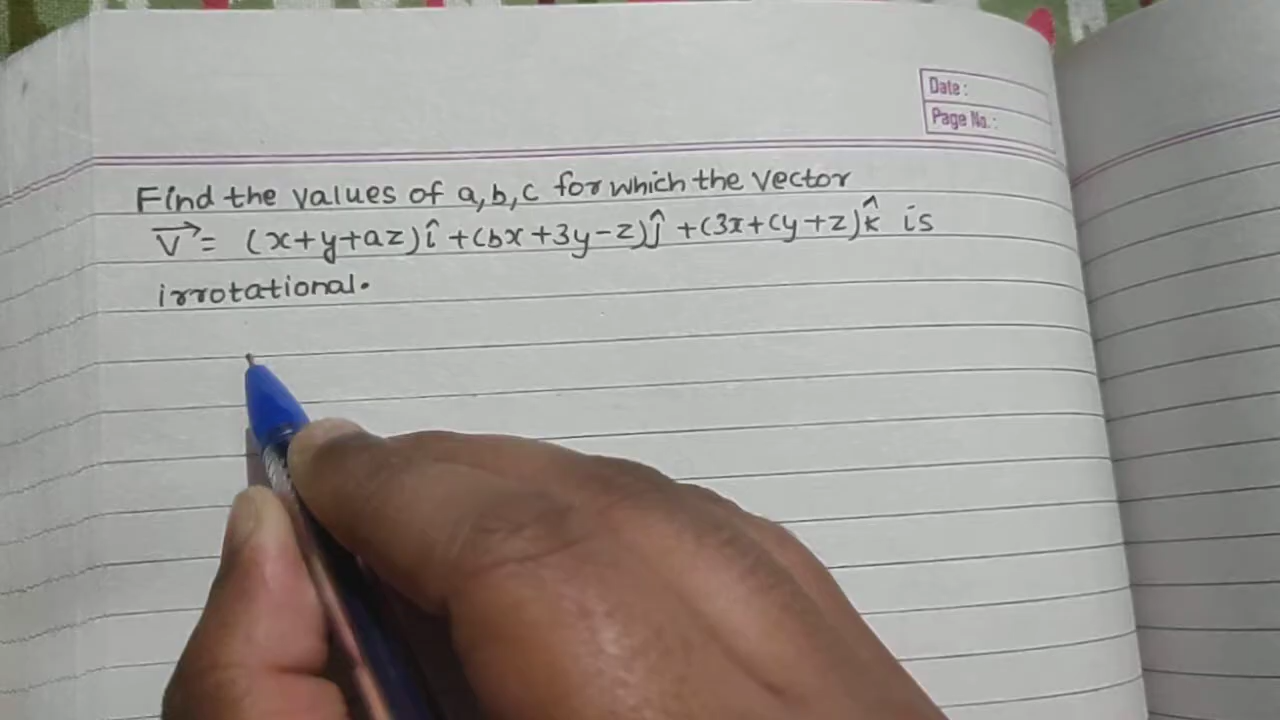 Date :
Page No. :
Find the values of a, b, c for which the vector
V⃗ = (x+y+az)î + (bx+3y-z)ĵ + (3x+cy+z)k̂ is
irrotational.